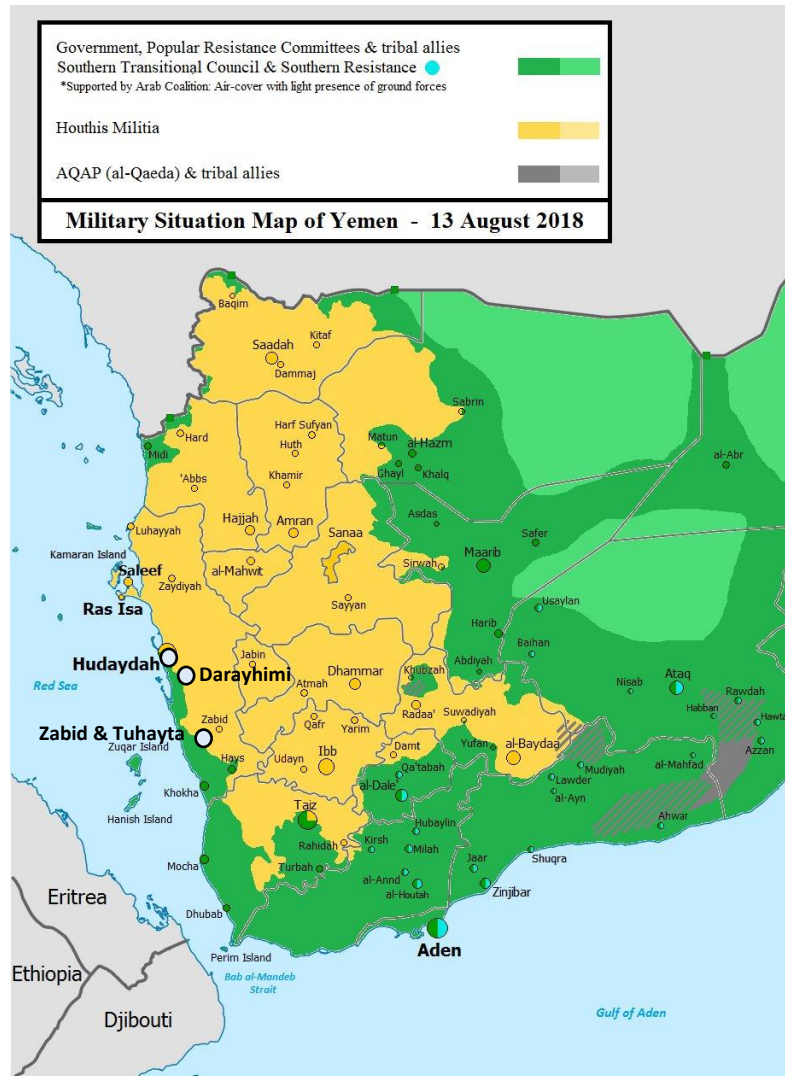 Government, Popular Resistance Committees & tribal allies
Southern Transitional Council & Southern Resistance
*Supported by Arab Coalition: Air-cover with light presence of ground forces
Houthis Militia
AQAP (al-Qaeda) & tribal allies
Military Situation Map of Yemen - 13 August 2018
Baqim
Kitaf
Saadah
Dammaj
Sabrin
Harf Sufyan
Hard
Matun
al-Hazm
Midi
Huth
Ghayl
Khalq
al-Abr
'Abbs
Khamir
Asdas
Luhayyah
Hajjah
Amran
Sanaa
Safer
Kamaran Island
Saleef
al-Mahwit
Sirwah
Maarib
Zaydiyah
Ras Isa
Sayyan
Usaylan
Harib
Baihan
Hudaydah
Jabin
Darayhimi
Dhammar
Khubzah
Abdiyah
Ataq
Red Sea
Atmah
Nisab
Rawdah
Zabid & Tuhayta
Zabid
Qafr
Yarim
Radaa'
Suwadiyah
Habban
Hawta
Zuqar Island
Ibb
Damt
Yufan
al-Baydaa
Azzan
Hays
Udayn
Qa'tabah
Mudiyah
al-Mahfad
Khokha
al-Dale'
Lawder
al-Ayn
Hanish Island
Taiz
Hubaylin
Ahwar
Rahidah
Kirsh
Milah
Mocha
Turbah
Jaar
Shuqra
al-Annd
al-Houtah
Zinjibar
Eritrea
Dhubab
Aden
Perim Island
Ethiopia
Bab al-Mandeb
Strait
Djibouti
Gulf of Aden